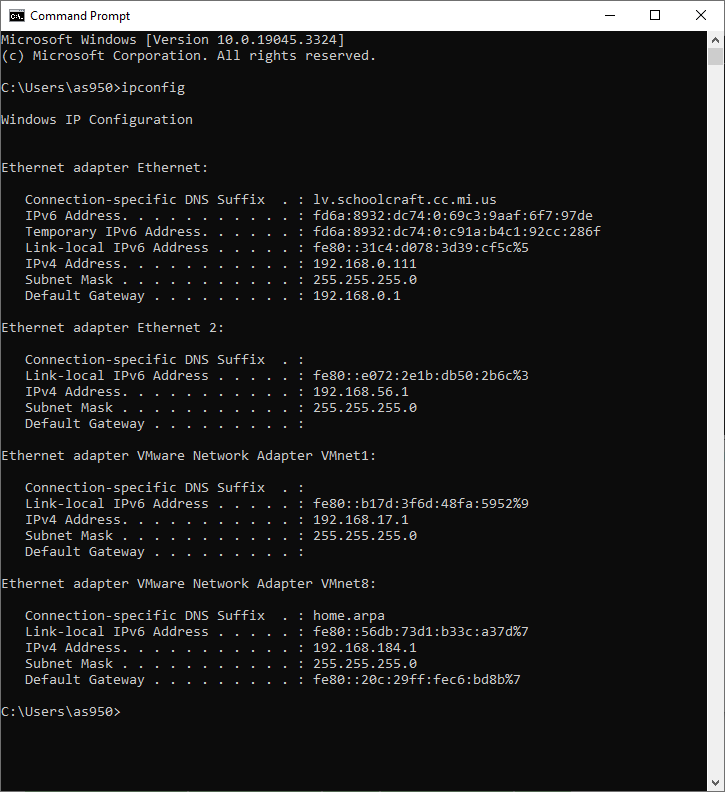 Command Prompt
Microsoft Windows [Version 10.0.19045.3324]
(c) Microsoft Corporation. All rights reserved.
C:\Users\as950>ipconfig
Windows IP Configuration
Ethernet adapter Ethernet:
Connection-specific DNS Suffix  . : lv.schoolcraft.cc.mi.us
IPv6 Address. . . . . . . . . . . : fd6a:8932:dc74:0:69c3:9aaf:6f7:97de
Temporary IPv6 Address. . . . . . : fd6a:8932:dc74:0:c91a:b4c1:92cc:286f
Link-local IPv6 Address . . . . . : fe80::31c4:d078:3d39:cf5c%5
IPv4 Address. . . . . . . . . . . : 192.168.0.111
Subnet Mask . . . . . . . . . . . : 255.255.255.0
Default Gateway . . . . . . . . . : 192.168.0.1
Ethernet adapter Ethernet 2:
Connection-specific DNS Suffix  . :
Link-local IPv6 Address . . . . . : fe80::e072:2e1b:db50:2b6c%3
IPv4 Address. . . . . . . . . . . : 192.168.56.1
Subnet Mask . . . . . . . . . . . : 255.255.255.0
Default Gateway . . . . . . . . . :
Ethernet adapter VMware Network Adapter VMnet1:
Connection-specific DNS Suffix  . :
Link-local IPv6 Address . . . . . : fe80::b17d:3f6d:48fa:5952%9
IPv4 Address. . . . . . . . . . . : 192.168.17.1
Subnet Mask . . . . . . . . . . . : 255.255.255.0
Default Gateway . . . . . . . . . :
Ethernet adapter VMware Network Adapter VMnet8:
Connection-specific DNS Suffix  . : home.arpa
Link-local IPv6 Address . . . . . : fe80::56db:73d1:b33c:a37d%7
IPv4 Address. . . . . . . . . . . : 192.168.184.1
Subnet Mask . . . . . . . . . . . : 255.255.255.0
Default Gateway . . . . . . . . . : fe80::20c:29ff:fec6:bd8b%7
C:\Users\as950>